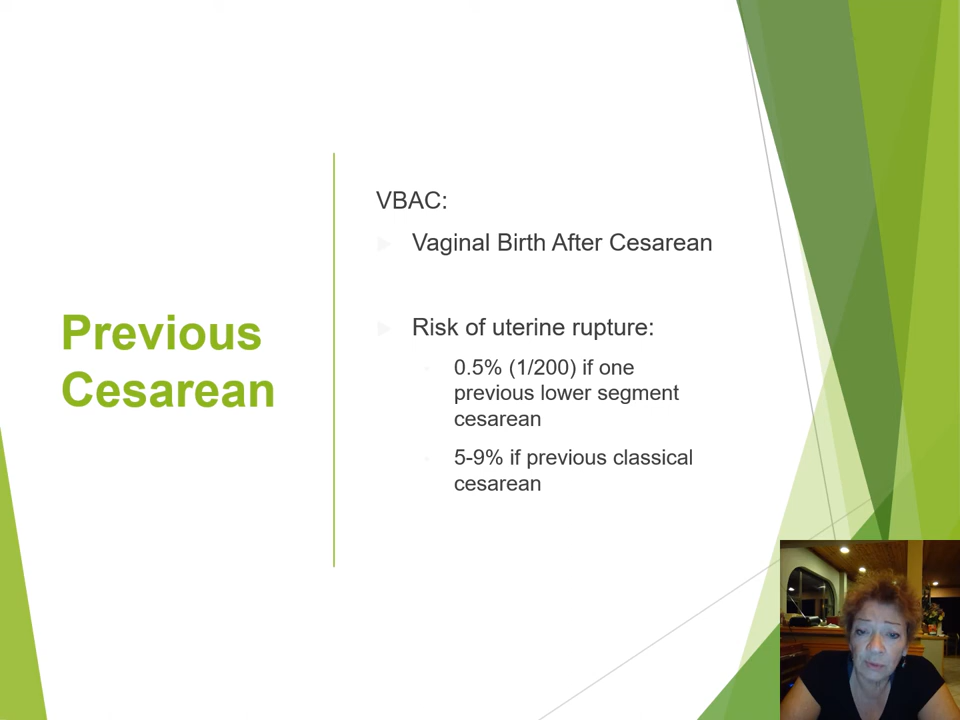 Previous
Cesarean
VBAC:
Vaginal Birth After Cesarean
Risk of uterine rupture:
0.5% (1/200) if one
previous lower segment
cesarean
5-9% if previous classical
cesarean